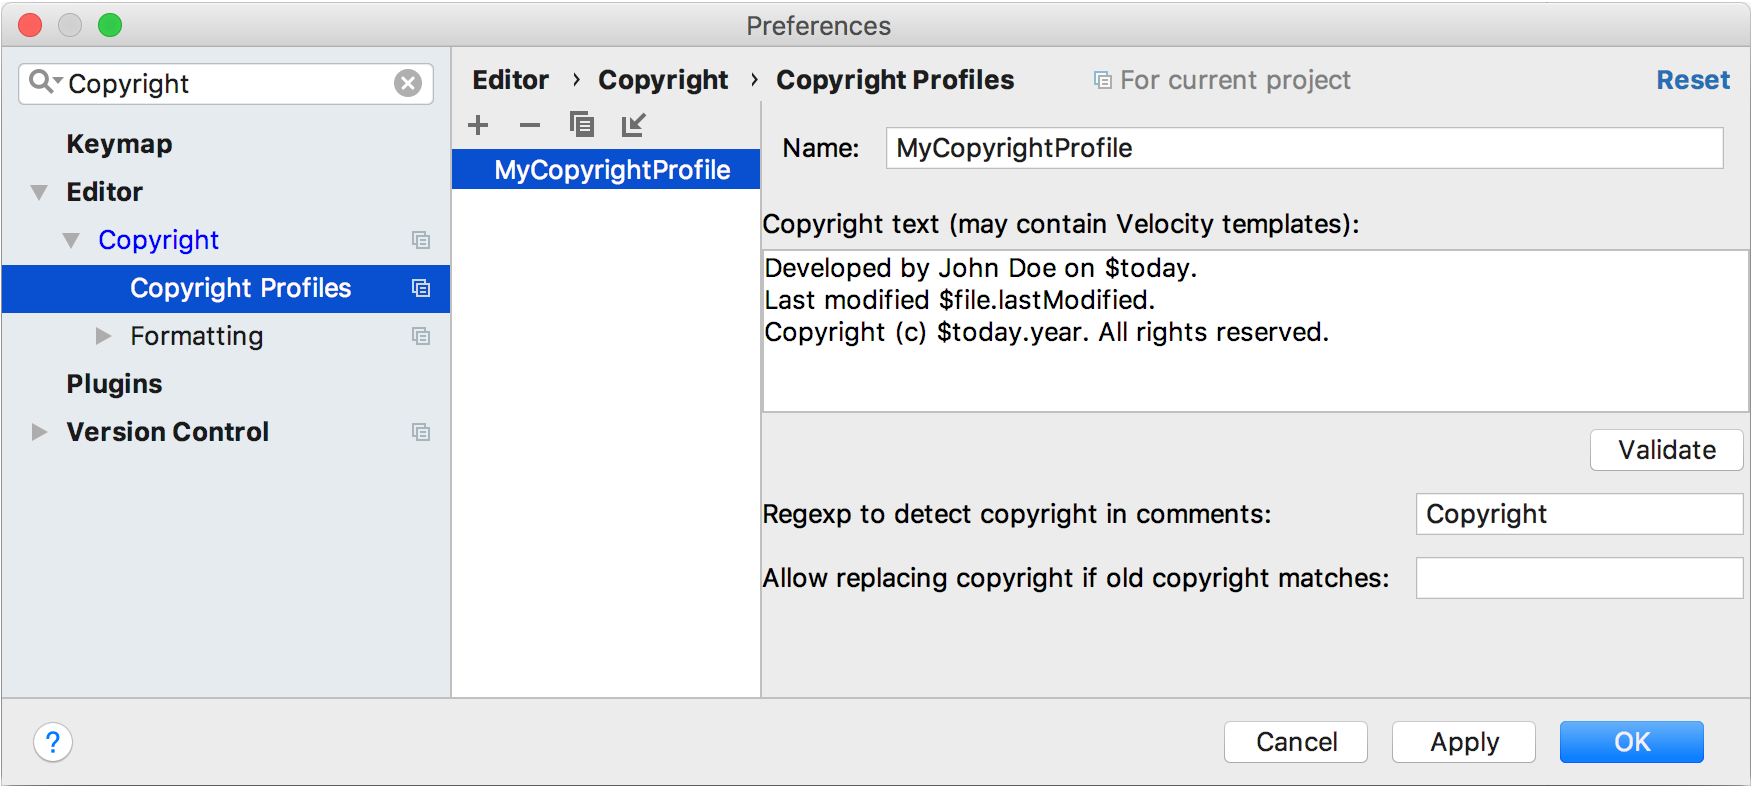 Preferences
Copyright
Keymap
Editor
Copyright
Copyright Profiles
Formatting
Plugins
Version Control
Editor › Copyright › Copyright Profiles
For current project
Reset
MyCopyrightProfile
Name: MyCopyrightProfile
Copyright text (may contain Velocity templates):
Developed by John Doe on $today.
Last modified $file.lastModified.
Copyright (c) $today.year. All rights reserved.
Validate
Regexp to detect copyright in comments: Copyright
Allow replacing copyright if old copyright matches:
?
Cancel
Apply
OK